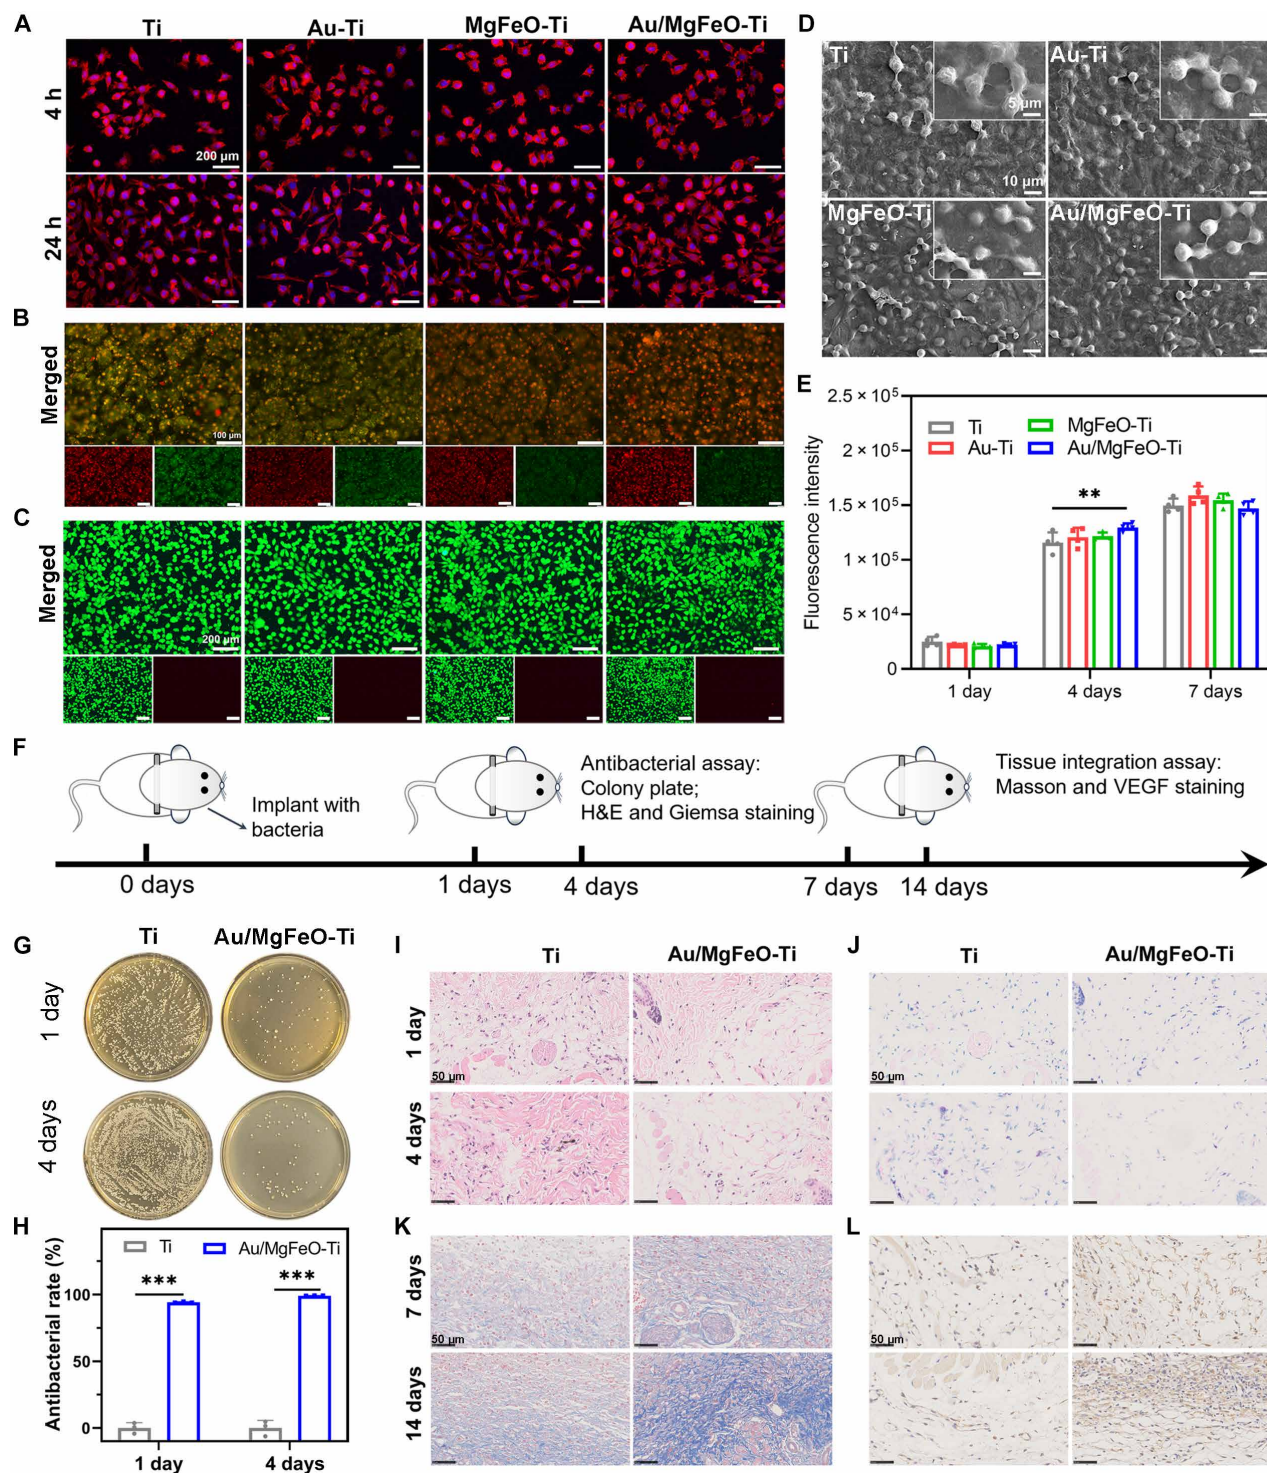 A
Ti
Au-Ti
MgFeO-Ti
Au/MgFeO-Ti
4 h
200 µm
24 h
B
Merged
100 µm
C
Merged
200 µm
D
Ti
5 µm
Au-Ti
10 µm
MgFeO-Ti
Au/MgFeO-Ti
E
Fluorescence intensity
2.5 × 10⁵
2 × 10⁵
1.5 × 10⁵
1 × 10⁵
5 × 10⁴
0
Ti
Au-Ti
MgFeO-Ti
Au/MgFeO-Ti
**
1 day
4 days
7 days
F
Implant with
bacteria
Antibacterial assay:
Colony plate;
H&E and Giemsa staining
Tissue integration assay:
Masson and VEGF staining
0 days
1 days
4 days
7 days
14 days
G
Ti
Au/MgFeO-Ti
1 day
4 days
H
Antibacterial rate (%)
100
50
0
Ti
Au/MgFeO-Ti
***
***
1 day
4 days
I
Ti
Au/MgFeO-Ti
1 day
50 µm
4 days
J
Ti
Au/MgFeO-Ti
50 µm
K
7 days
50 µm
14 days
L
50 µm